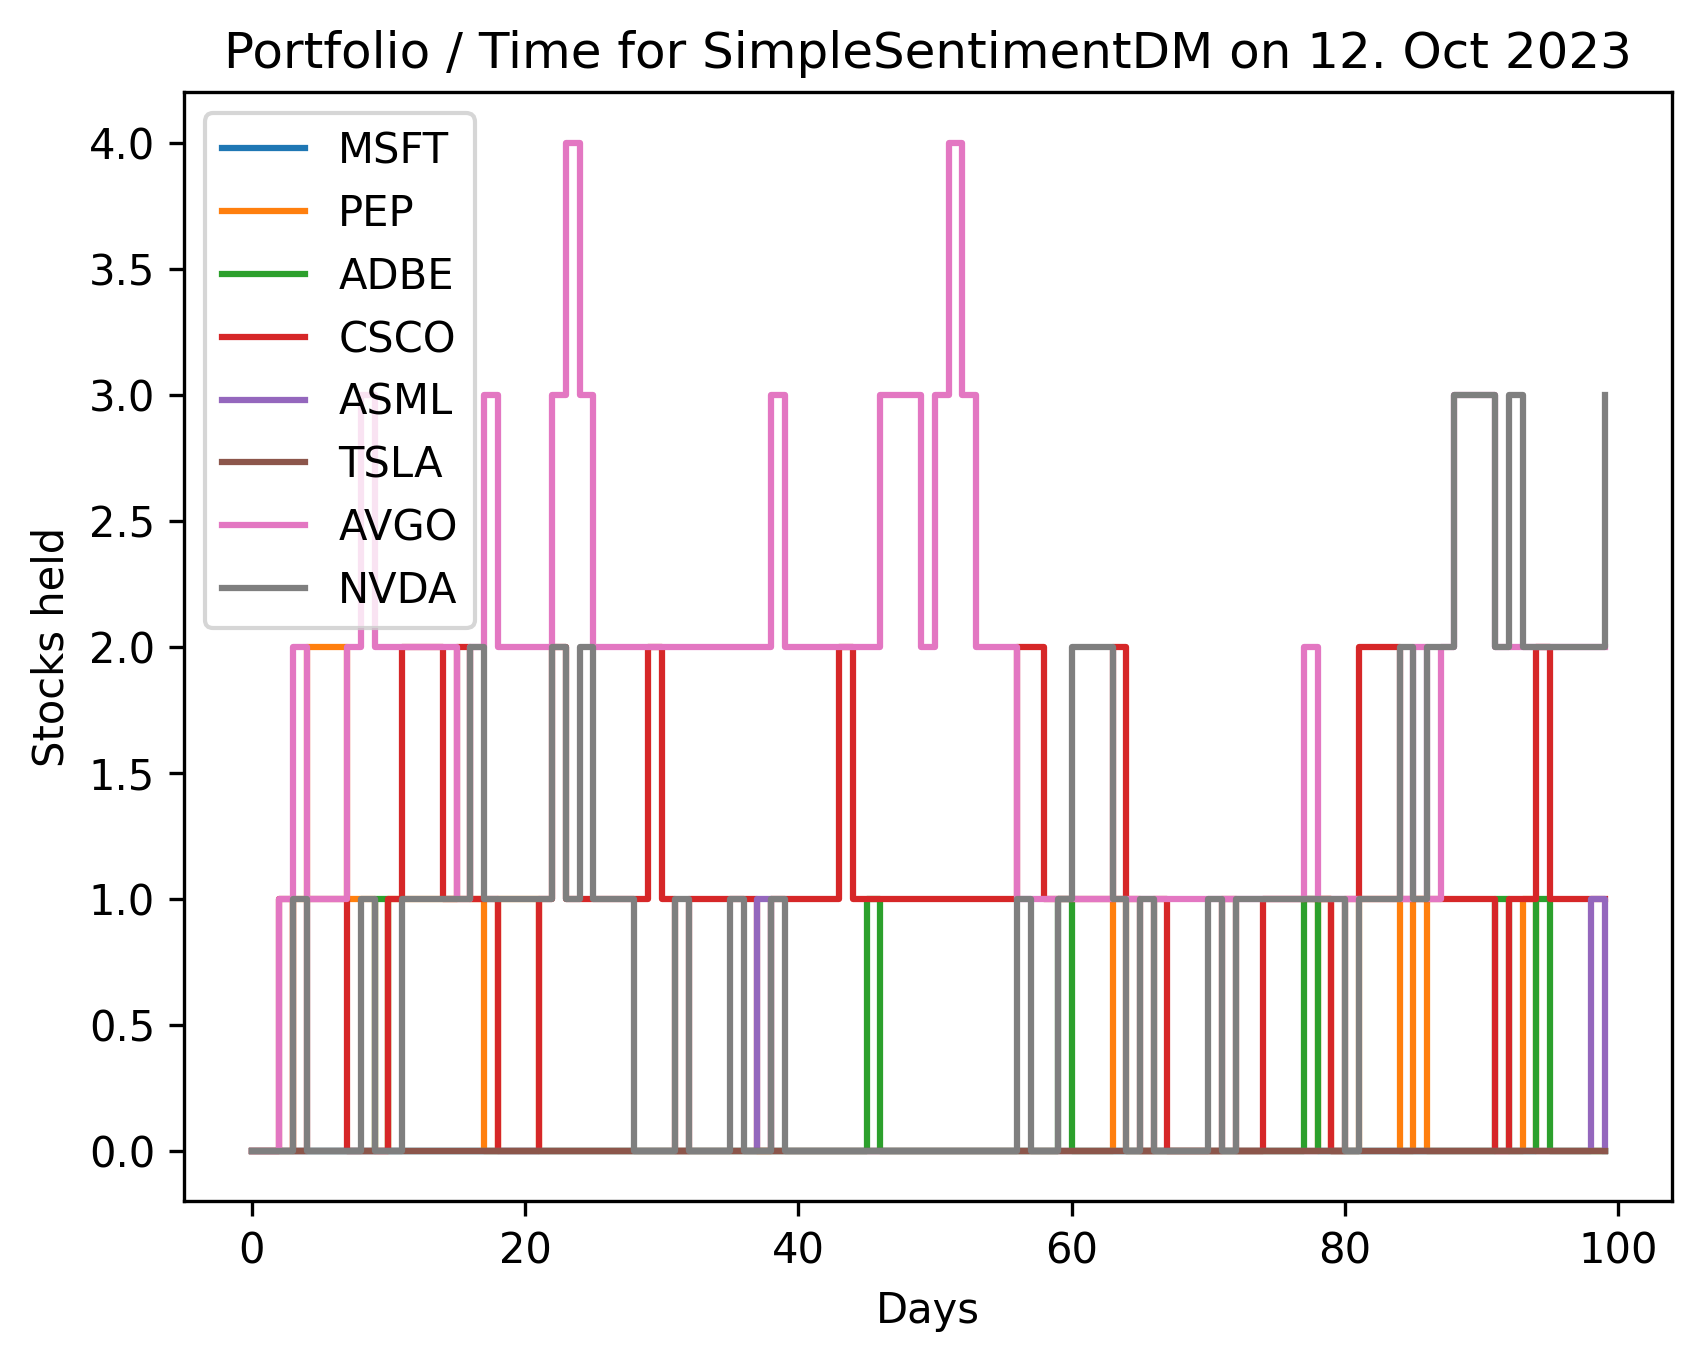 Portfolio / Time for SimpleSentimentDM on 12. Oct 2023
MSFT
PEP
ADBE
CSCO
ASML
TSLA
AVGO
NVDA
Stocks held
4.0
3.5
3.0
2.5
2.0
1.5
1.0
0.5
0.0
0 20 40 60 80 100
Days